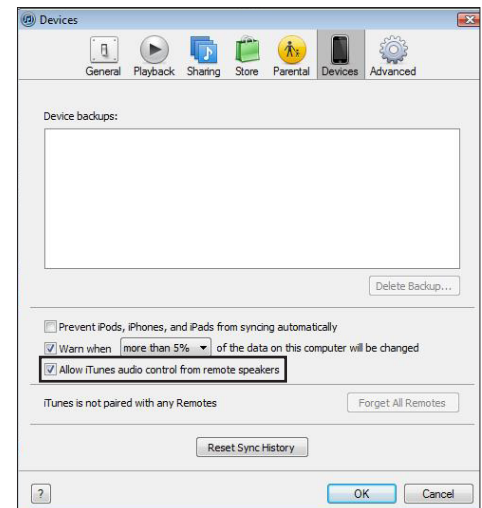 Devices
General Playback Sharing Store Parental Devices Advanced
Device backups:
Delete Backup...
Prevent iPods, iPhones, and iPads from syncing automatically
Warn when more than 5% of the data on this computer will be changed
Allow iTunes audio control from remote speakers
iTunes is not paired with any Remotes Forget All Remotes
Reset Sync History
? OK Cancel